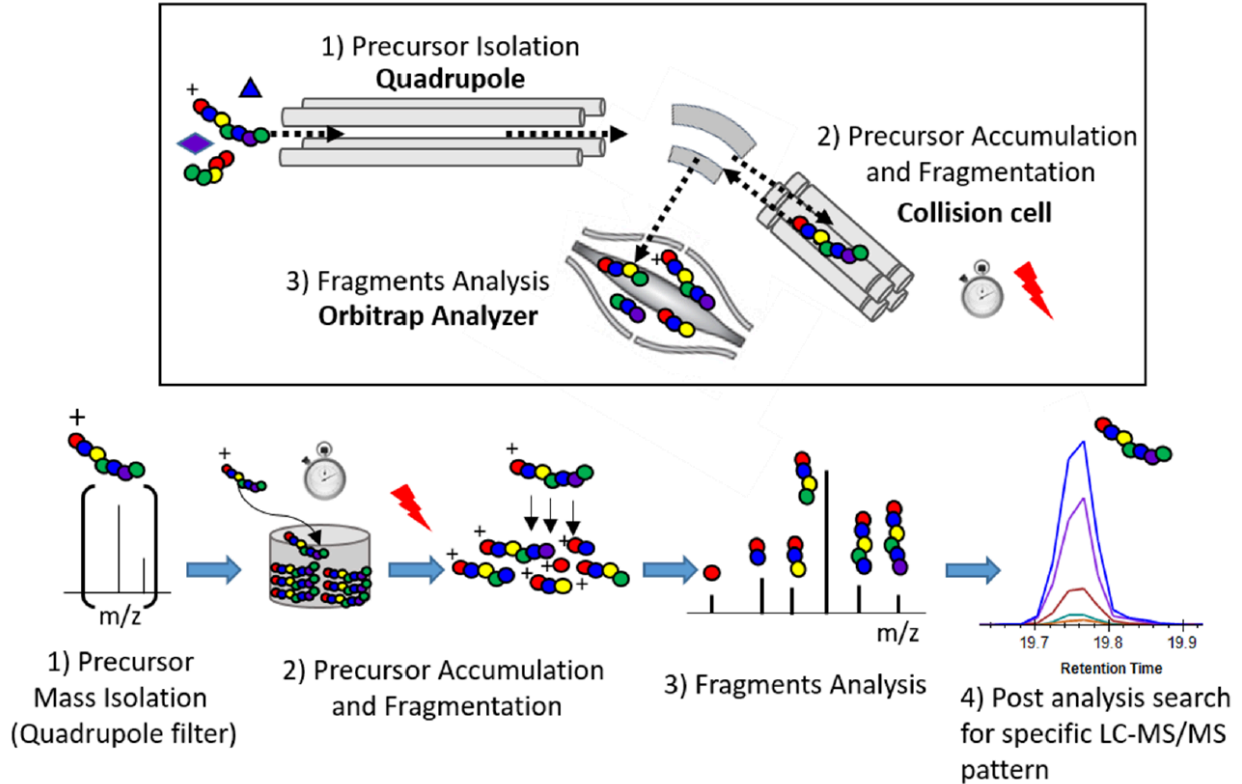 1) Precursor Isolation
Quadrupole
+
2) Precursor Accumulation
and Fragmentation
Collision cell
+
3) Fragments Analysis
Orbitrap Analyzer
+
m/z
+
+
+
+
+
+
+
m/z
19.7 19.8 19.9
Retention Time
1) Precursor
Mass Isolation
(Quadrupole filter)
2) Precursor Accumulation
and Fragmentation
3) Fragments Analysis
4) Post analysis search
for specific LC-MS/MS
pattern